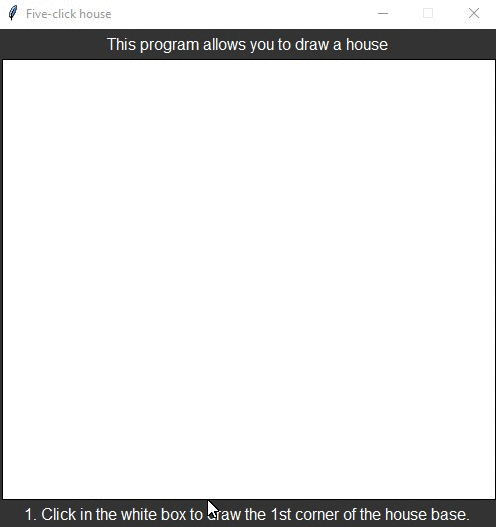 Five-click house
This program allows you to draw a house
1. Click in the white box to draw the 1st corner of the house base.